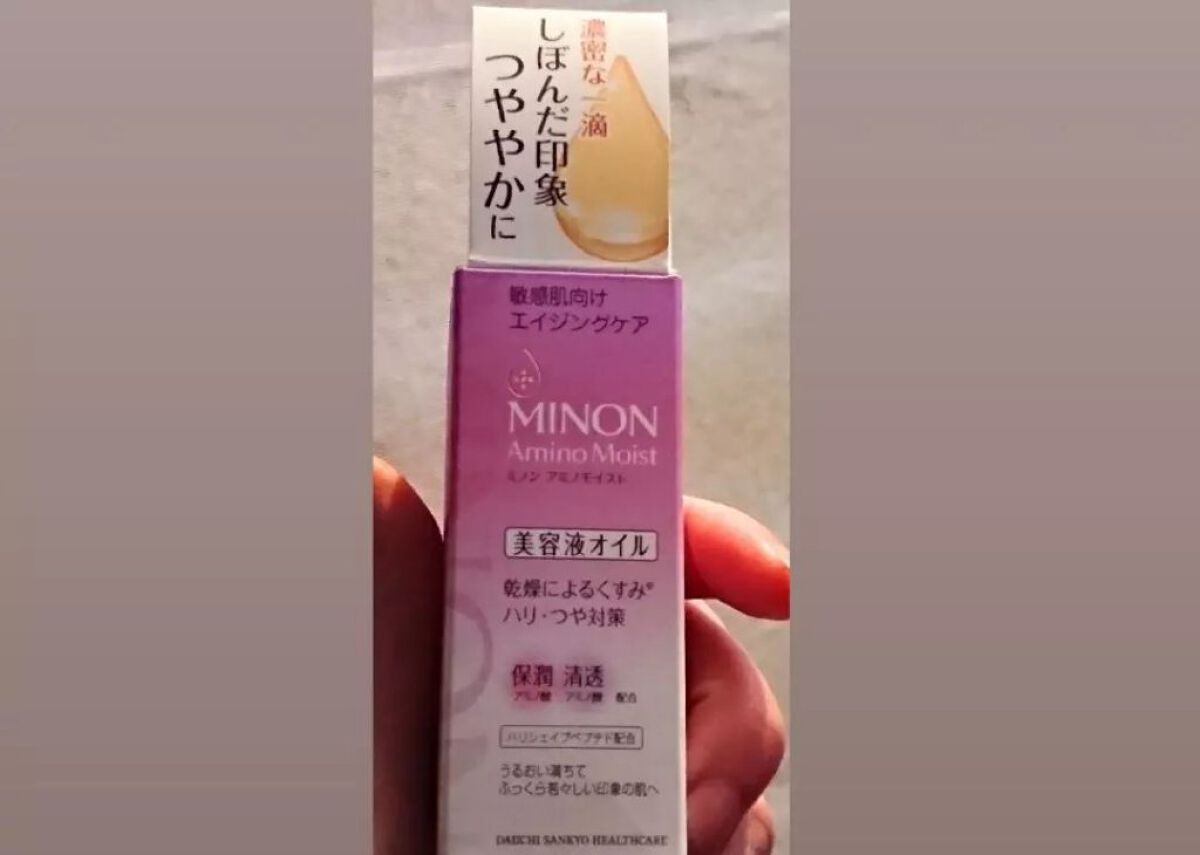 濃密な一滴
しぼんだ印象
つややかに
敏感肌向け
エイジングケア
MINON
Amino Moist
ミノン アミノモイスト
美容液オイル
乾燥によるくすみ※
ハリ・つや対策
保潤 清透
アミノ酸 アミノ酸 配合
ハリシェイプペプチド配合
うるおい満ちて
ふっくら若々しい印象の肌へ
DAIICHI SANKYO HEALTHCARE